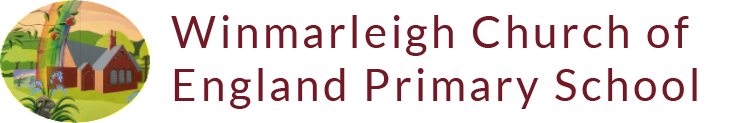 Winmarleigh Church of
England Primary School